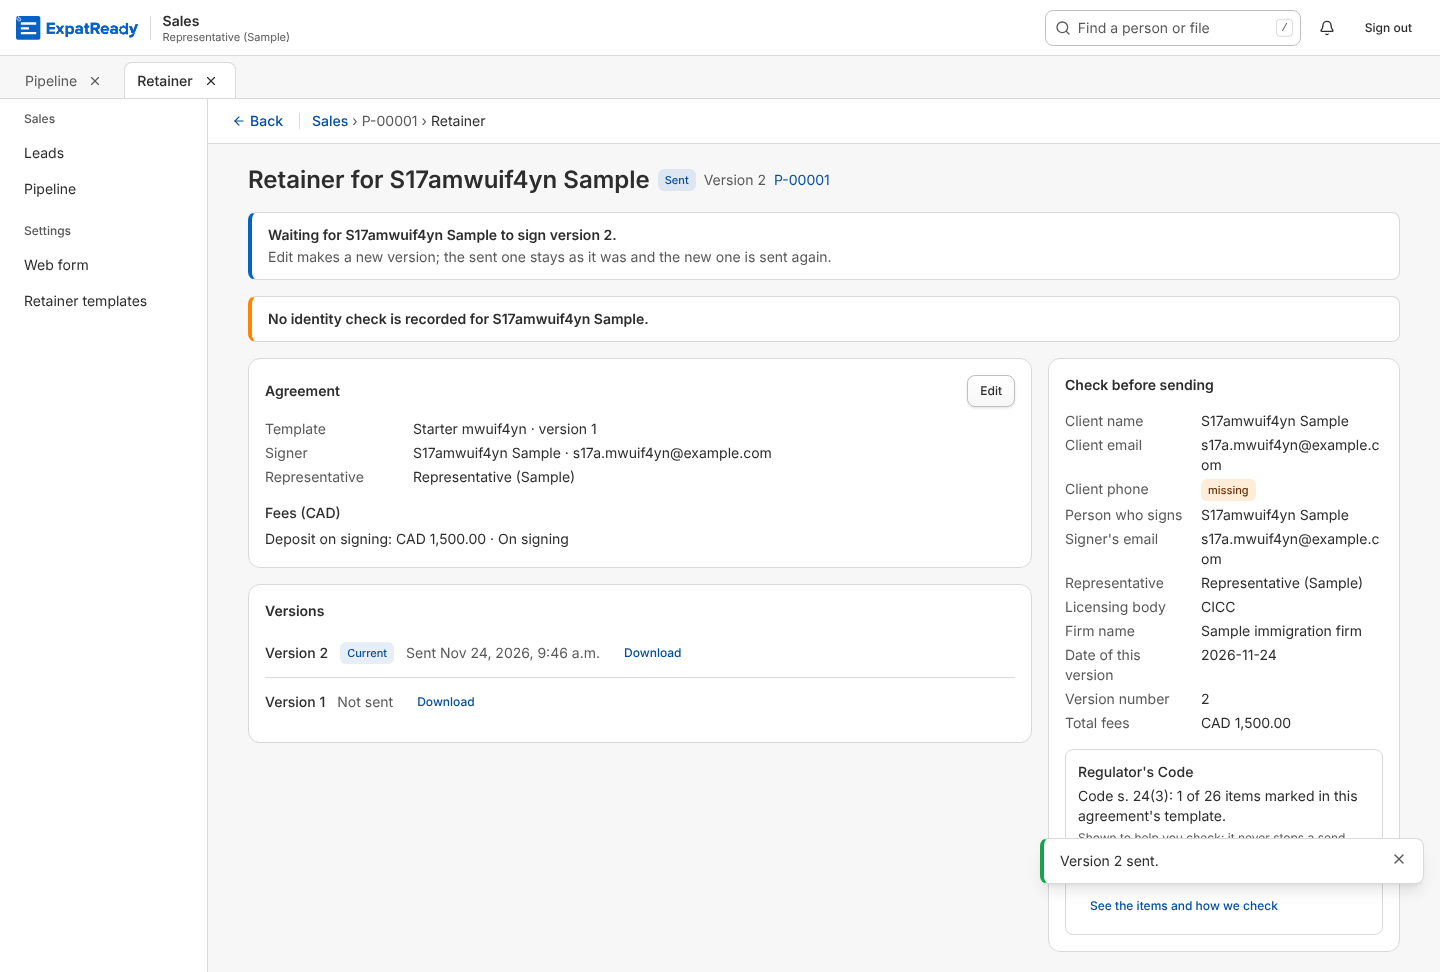 ExpatReady
Sales
Representative (Sample)
Find a person or file
/
Sign out
Pipeline
Retainer
Sales
Leads
Pipeline
Settings
Web form
Retainer templates
← Back
Sales › P-00001 › Retainer
Retainer for S17amwuif4yn Sample Sent Version 2 P-00001
Waiting for S17amwuif4yn Sample to sign version 2.
Edit makes a new version; the sent one stays as it was and the new one is sent again.
No identity check is recorded for S17amwuif4yn Sample.
Agreement
Edit
Template Starter mwuif4yn · version 1
Signer S17amwuif4yn Sample · s17a.mwuif4yn@example.com
Representative Representative (Sample)
Fees (CAD)
Deposit on signing: CAD 1,500.00 · On signing
Versions
Version 2 Current Sent Nov 24, 2026, 9:46 a.m. Download
Version 1 Not sent Download
Check before sending
Client name S17amwuif4yn Sample
Client email s17a.mwuif4yn@example.c
om
Client phone missing
Person who signs S17amwuif4yn Sample
Signer's email s17a.mwuif4yn@example.c
om
Representative Representative (Sample)
Licensing body CICC
Firm name Sample immigration firm
Date of this 2026-11-24
version
Version number 2
Total fees CAD 1,500.00
Regulator's Code
Code s. 24(3): 1 of 26 items marked in this
agreement's template.
Shown to help you check; it never stops a send
Version 2 sent.
See the items and how we check